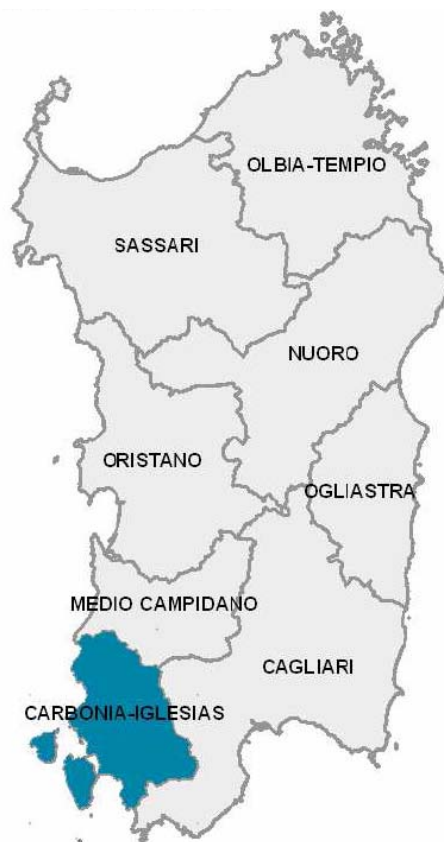 OLBIA-TEMPIO
SASSARI
NUORO
ORISTANO
OGLIASTRA
MEDIO CAMPIDANO
CAGLIARI
CARBONIA-IGLESIAS